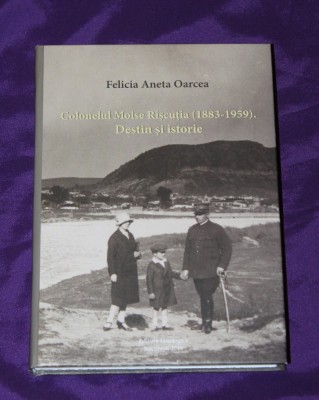 Felicia Aneta Oarcea
Colonelul Moise Rișcuția (1883-1959).
Destin și istorie